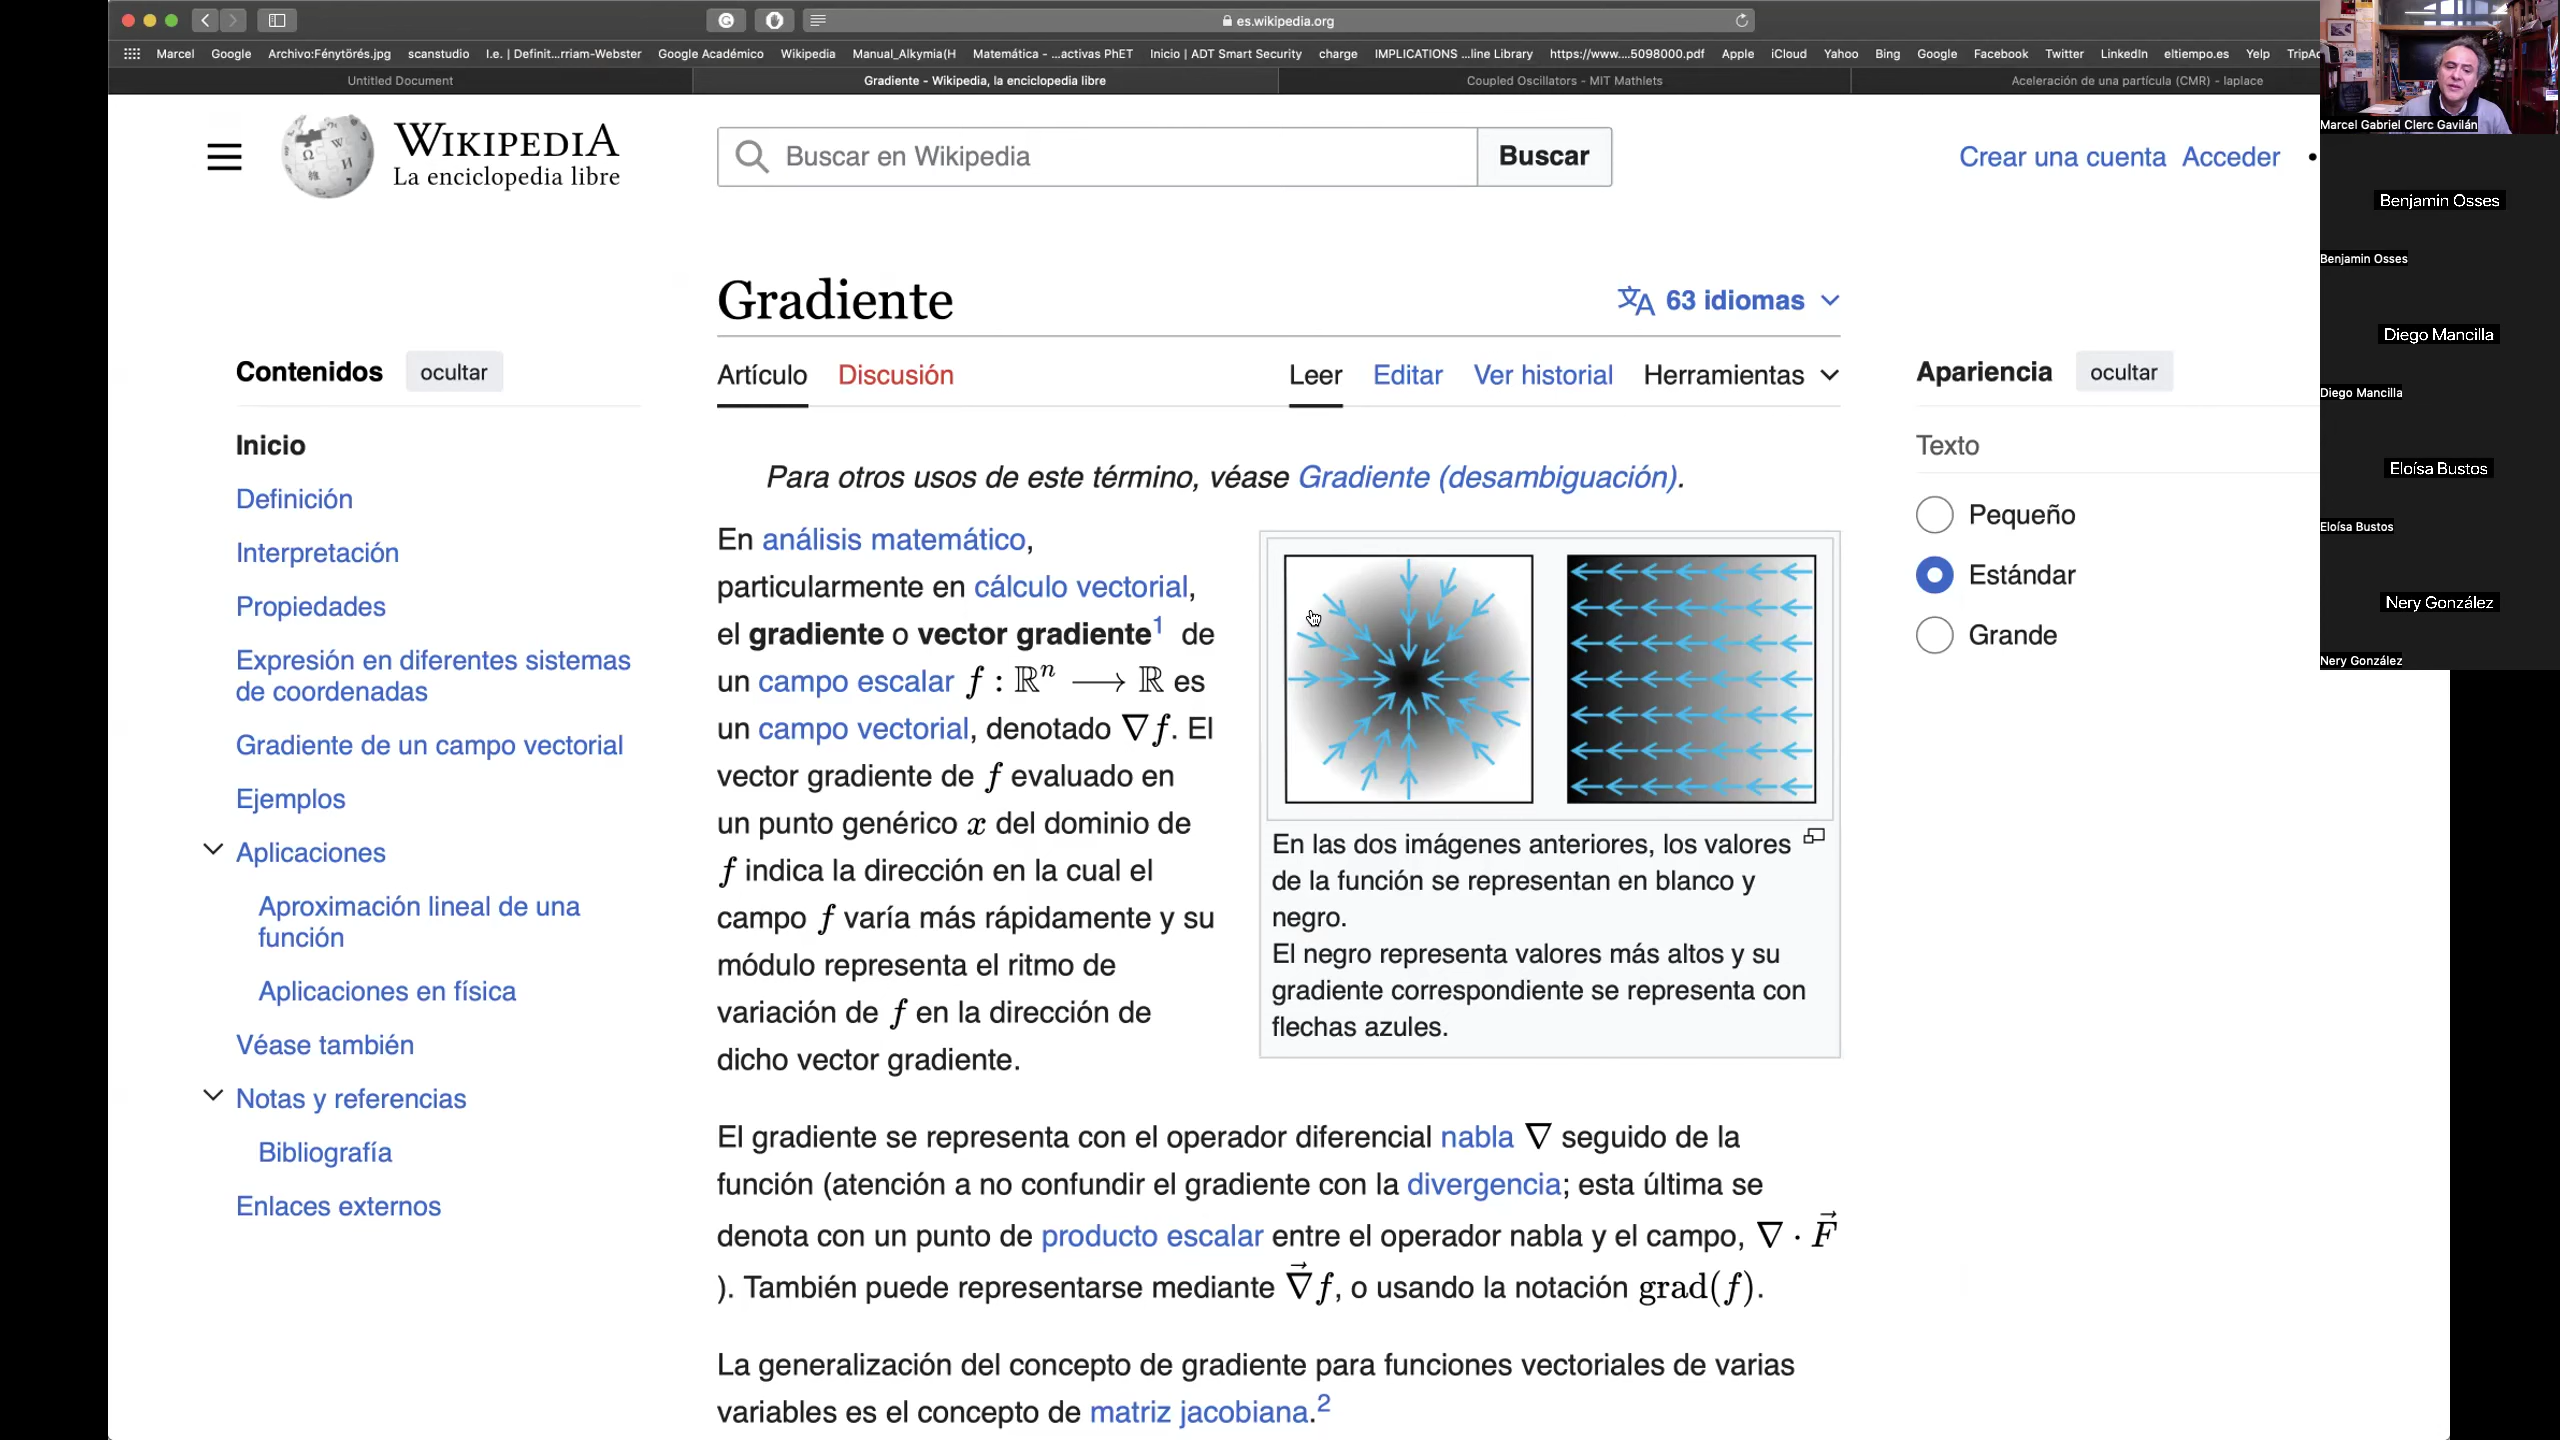 es.wikipedia.org
Marcel Google Archivo:Fénytörés.jpg scanstudio I.e. | Definit...rriam-Webster Google Académico Wikipedia Manual_Alkymia(H Matemática - ...activas PhET Inicio | ADT Smart Security charge IMPLICATIONS ...line Library https://www....5098000.pdf Apple iCloud Yahoo Bing Google Facebook Twitter LinkedIn eltiempo.es Yelp TripAc
Untitled Document Gradiente - Wikipedia, la enciclopedia libre Coupled Oscillators - MIT Mathlets Aceleración de una partícula (CMR) - laplace
WIKIPEDIA
La enciclopedia libre
Buscar en Wikipedia
Buscar
Crear una cuenta Acceder
Gradiente
63 idiomas
Artículo Discusión Leer Editar Ver historial Herramientas
Contenidos ocultar
Inicio
Definición
Interpretación
Propiedades
Expresión en diferentes sistemas
de coordenadas
Gradiente de un campo vectorial
Ejemplos
Aplicaciones
Aproximación lineal de una
función
Aplicaciones en física
Véase también
Notas y referencias
Bibliografía
Enlaces externos
Para otros usos de este término, véase Gradiente (desambiguación).
En análisis matemático,
particularmente en cálculo vectorial,
el gradiente o vector gradiente¹ de
un campo escalar f : ℝⁿ ⟶ ℝ es
un campo vectorial, denotado ∇f. El
vector gradiente de f evaluado en
un punto genérico x del dominio de
f indica la dirección en la cual el
campo f varía más rápidamente y su
módulo representa el ritmo de
variación de f en la dirección de
dicho vector gradiente.
En las dos imágenes anteriores, los valores
de la función se representan en blanco y
negro.
El negro representa valores más altos y su
gradiente correspondiente se representa con
flechas azules.
El gradiente se representa con el operador diferencial nabla ∇ seguido de la
función (atención a no confundir el gradiente con la divergencia; esta última se
denota con un punto de producto escalar entre el operador nabla y el campo, ∇ · F⃗
). También puede representarse mediante ∇⃗f, o usando la notación grad(f).
La generalización del concepto de gradiente para funciones vectoriales de varias
variables es el concepto de matriz jacobiana.²
Apariencia ocultar
Texto
Pequeño
Estándar
Grande
Marcel Gabriel Clerc Gavilán
Benjamin Osses
Benjamin Osses
Diego Mancilla
Diego Mancilla
Eloísa Bustos
Eloísa Bustos
Nery González
Nery González